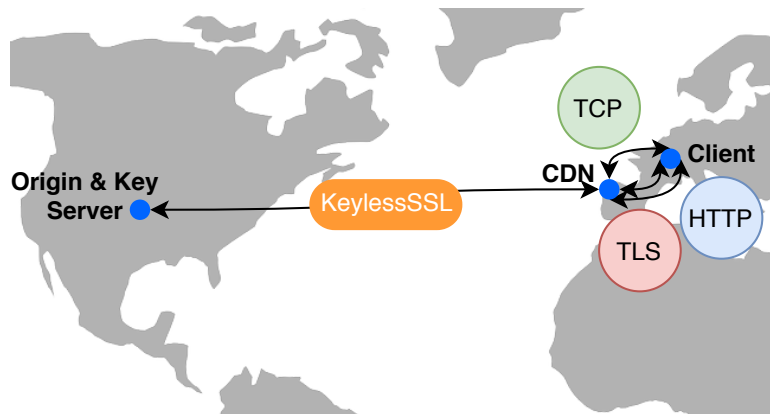 TCP
CDN
Client
Origin & Key
Server
KeylessSSL
HTTP
TLS